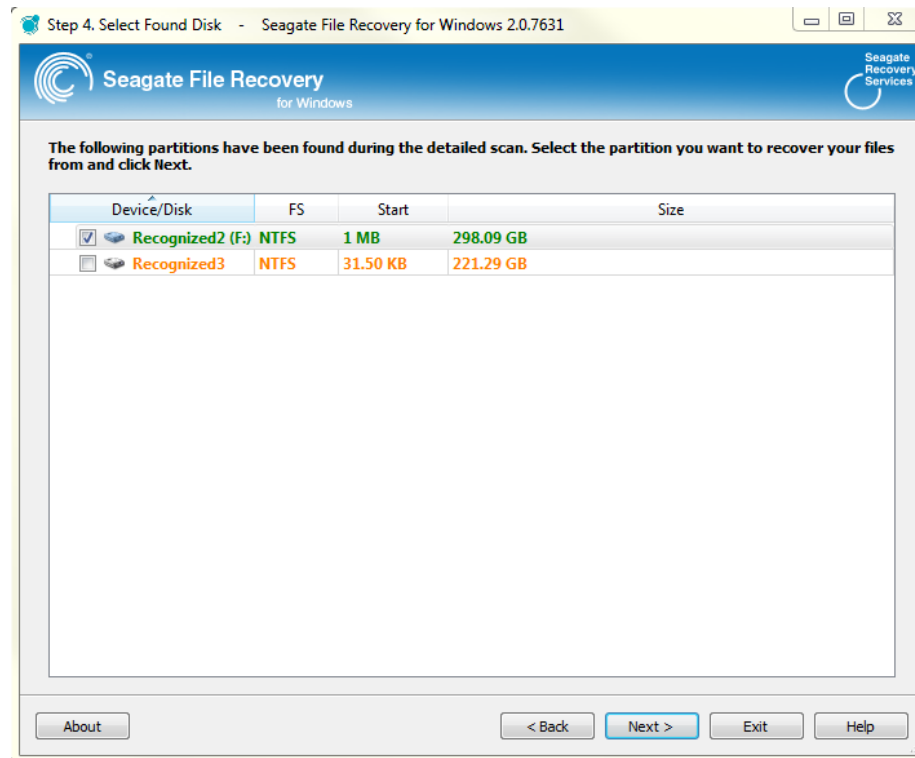 Step 4. Select Found Disk - Seagate File Recovery for Windows 2.0.7631
Seagate File Recovery
for Windows
Seagate
Recovery
Services
The following partitions have been found during the detailed scan. Select the partition you want to recover your files
from and click Next.
Device/Disk FS Start Size
Recognized2 (F:) NTFS 1 MB 298.09 GB
Recognized3 NTFS 31.50 KB 221.29 GB
About < Back Next > Exit Help